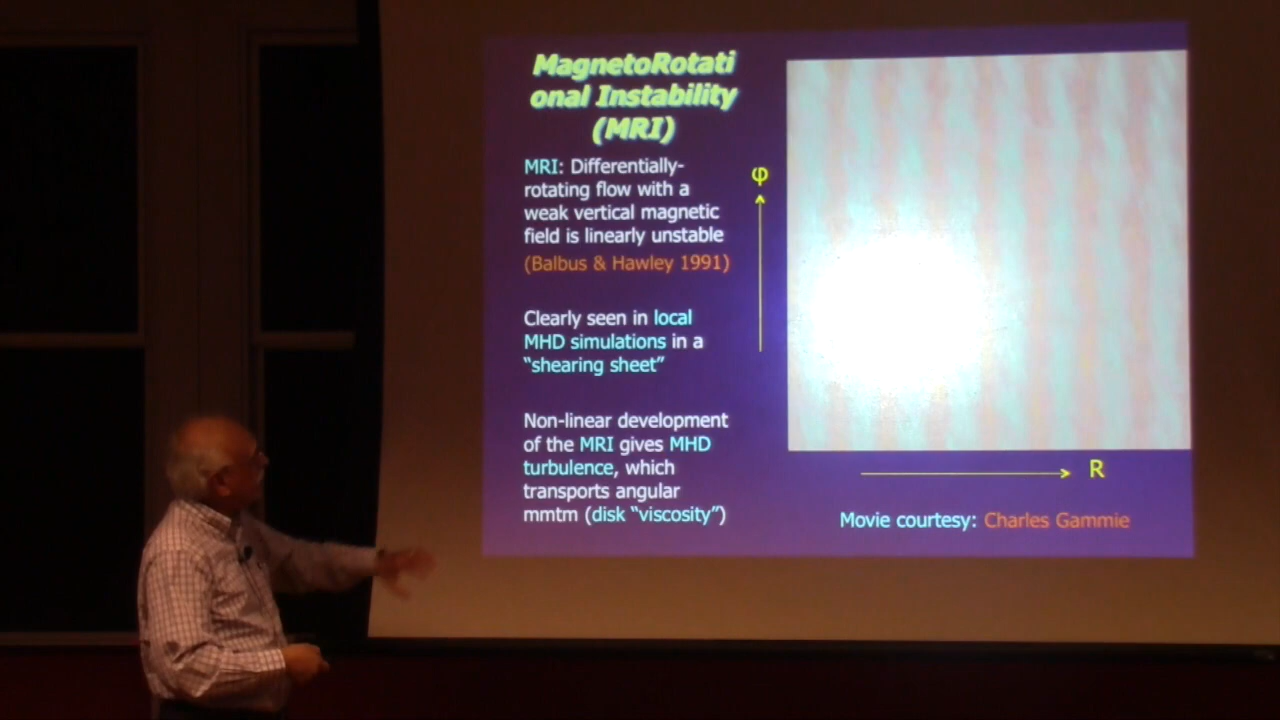 MagnetoRotati
onal Instability
(MRI)
MRI: Differentially-
rotating flow with a
weak vertical magnetic
field is linearly unstable
(Balbus & Hawley 1991)
Clearly seen in local
MHD simulations in a
“shearing sheet”
Non-linear development
of the MRI gives MHD
turbulence, which
transports angular
mmtm (disk “viscosity”)
φ
R
Movie courtesy: Charles Gammie